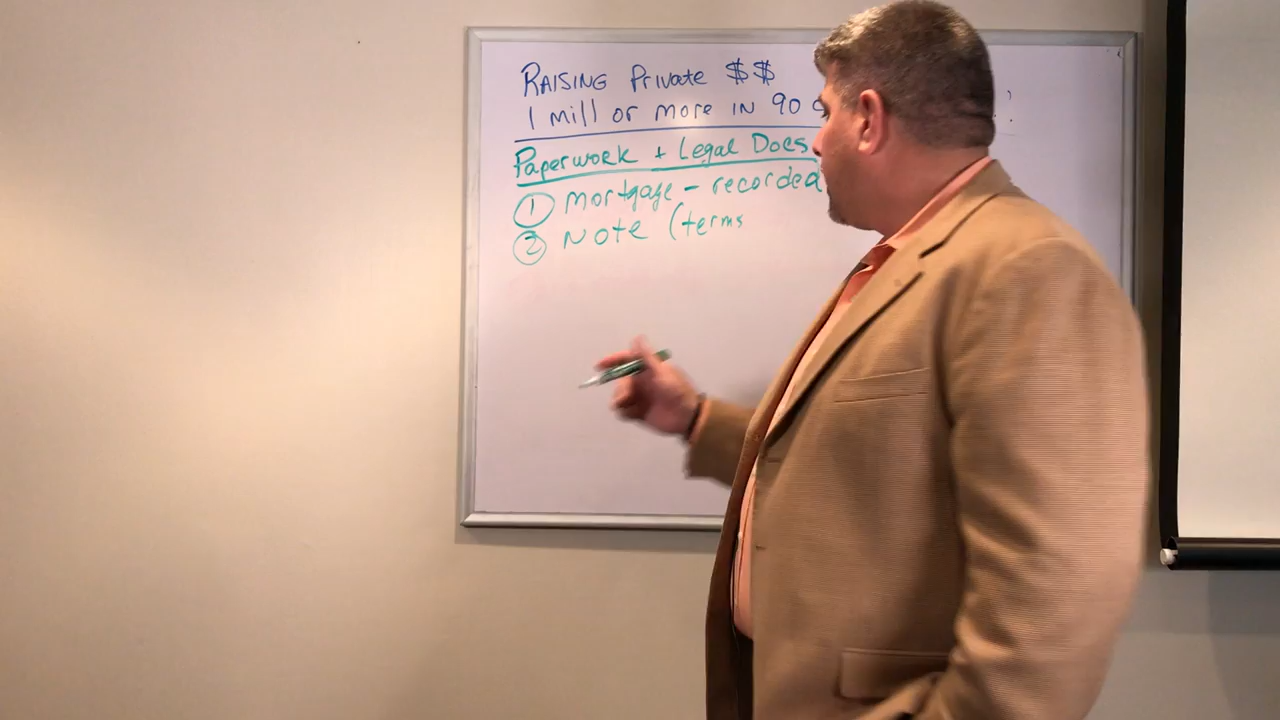 RAISING Private $$
1 mill or more IN 90
Paperwork + Legal Docs
① Mortgage - recorded
② Note (terms